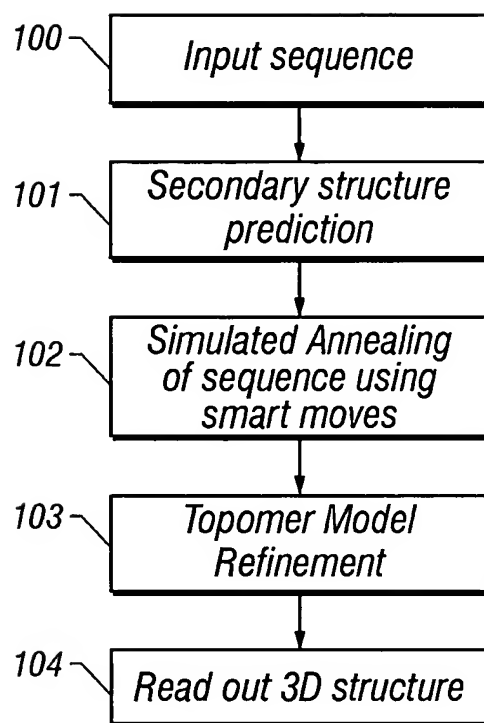 100
Input sequence
101
Secondary structure
prediction
102
Simulated Annealing
of sequence using
smart moves
103
Topomer Model
Refinement
104
Read out 3D structure